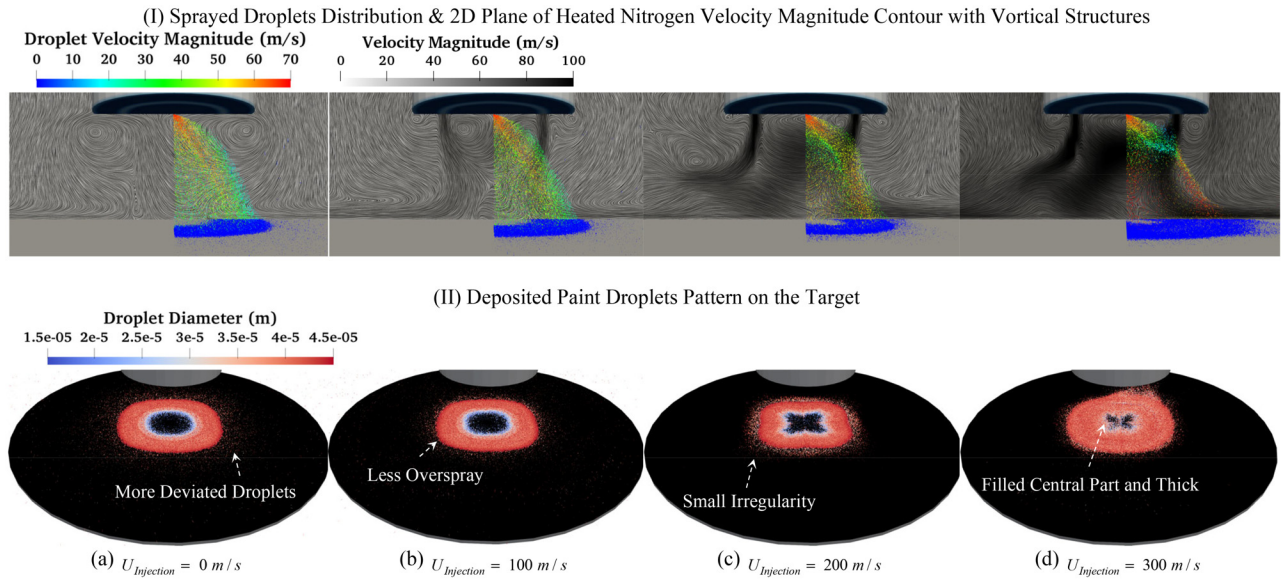 (I) Sprayed Droplets Distribution & 2D Plane of Heated Nitrogen Velocity Magnitude Contour with Vortical Structures
Droplet Velocity Magnitude (m/s)
0 10 20 30 40 50 60 70
Velocity Magnitude (m/s)
0 20 40 60 80 100
(II) Deposited Paint Droplets Pattern on the Target
Droplet Diameter (m)
1.5e-05 2e-5 2.5e-5 3e-5 3.5e-5 4e-5 4.5e-05
More Deviated Droplets
Less Overspray
Small Irregularity
Filled Central Part and Thick
(a) U_Injection = 0 m/s
(b) U_Injection = 100 m/s
(c) U_Injection = 200 m/s
(d) U_Injection = 300 m/s